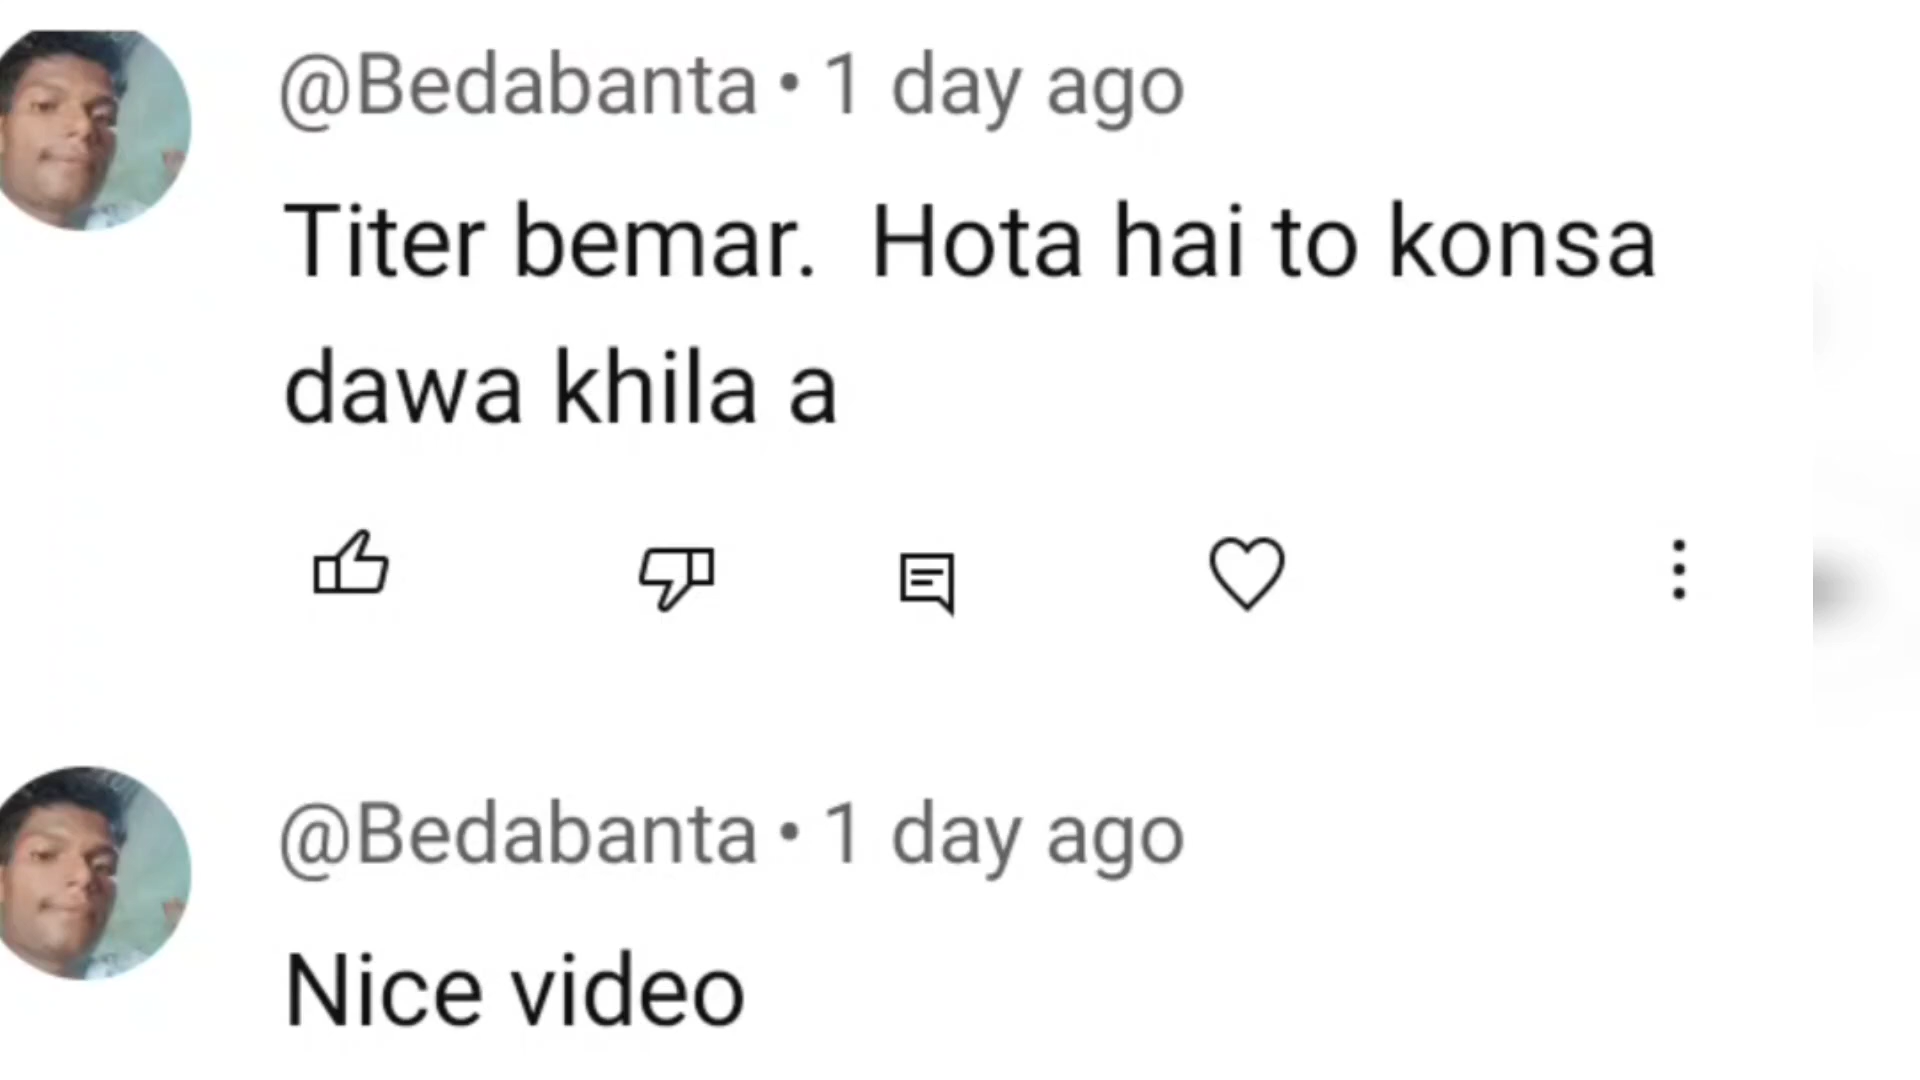 @Bedabanta • 1 day ago
Titer bemar.  Hota hai to konsa
dawa khila a
@Bedabanta • 1 day ago
Nice video